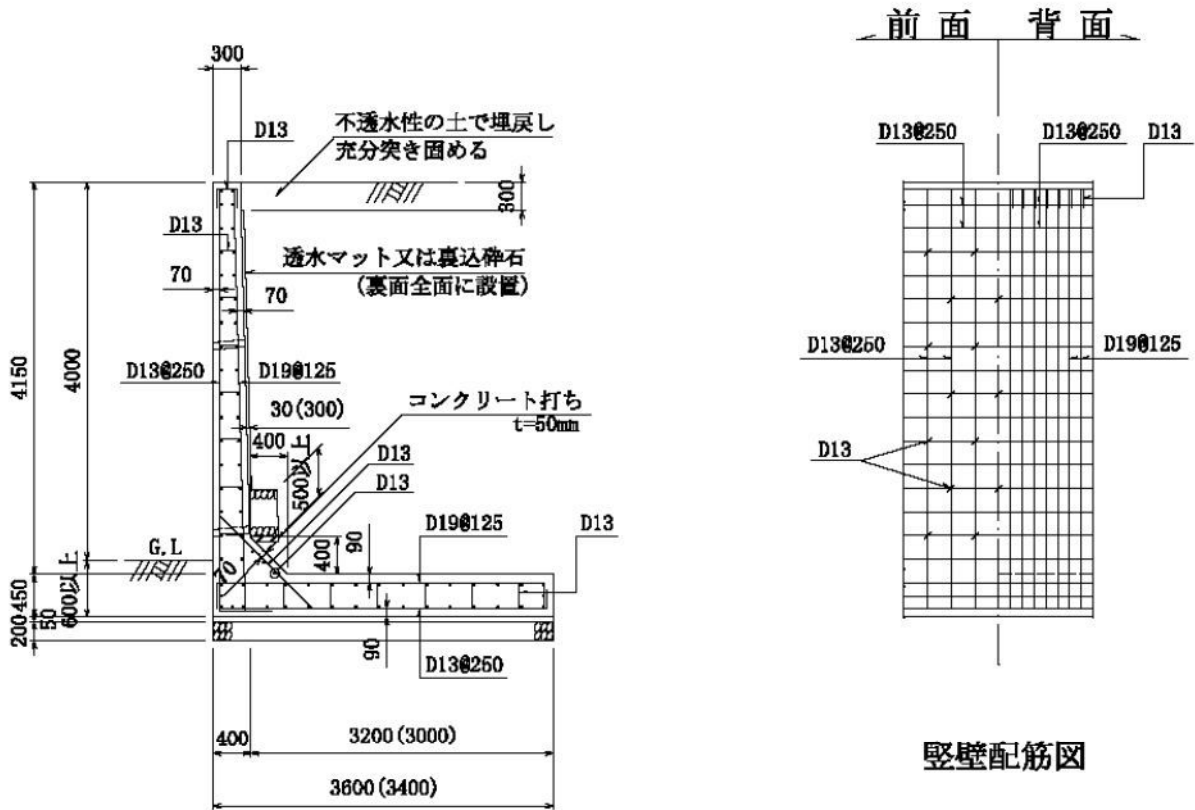 300
D13
不透水性の土で埋戻し
充分突き固める
300
D13
透水マット又は裏込砕石
(裏面全面に設置)
70
70
4150
4000
D13@250
D19@125
30(300)
コンクリート打ち
t=50mm
400
500以上
D13
D13
D19@125
D13
G.L
400
90
70
600以上
450
50
200
90
D13@250
400
3200(3000)
3600(3400)
前面
背面
D13@250
D13@250
D13
D13@250
D19@125
D13
竪壁配筋図